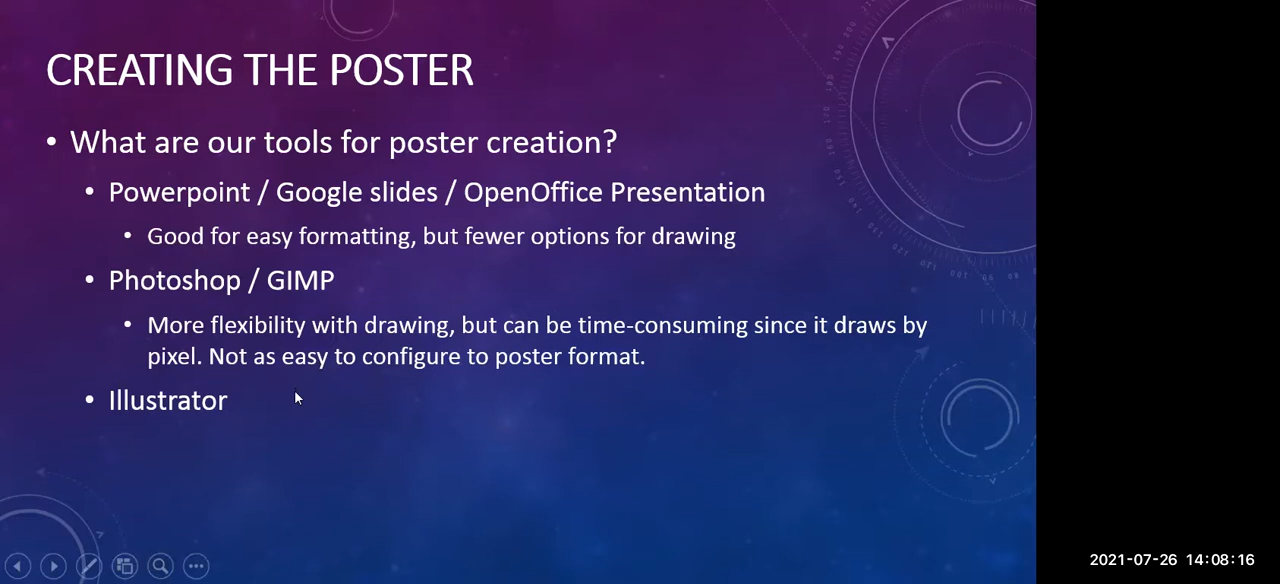 CREATING THE POSTER
• What are our tools for poster creation?
• Powerpoint / Google slides / OpenOffice Presentation
• Good for easy formatting, but fewer options for drawing
• Photoshop / GIMP
• More flexibility with drawing, but can be time-consuming since it draws by
pixel. Not as easy to configure to poster format.
• Illustrator
2021-07-26 14:08:16